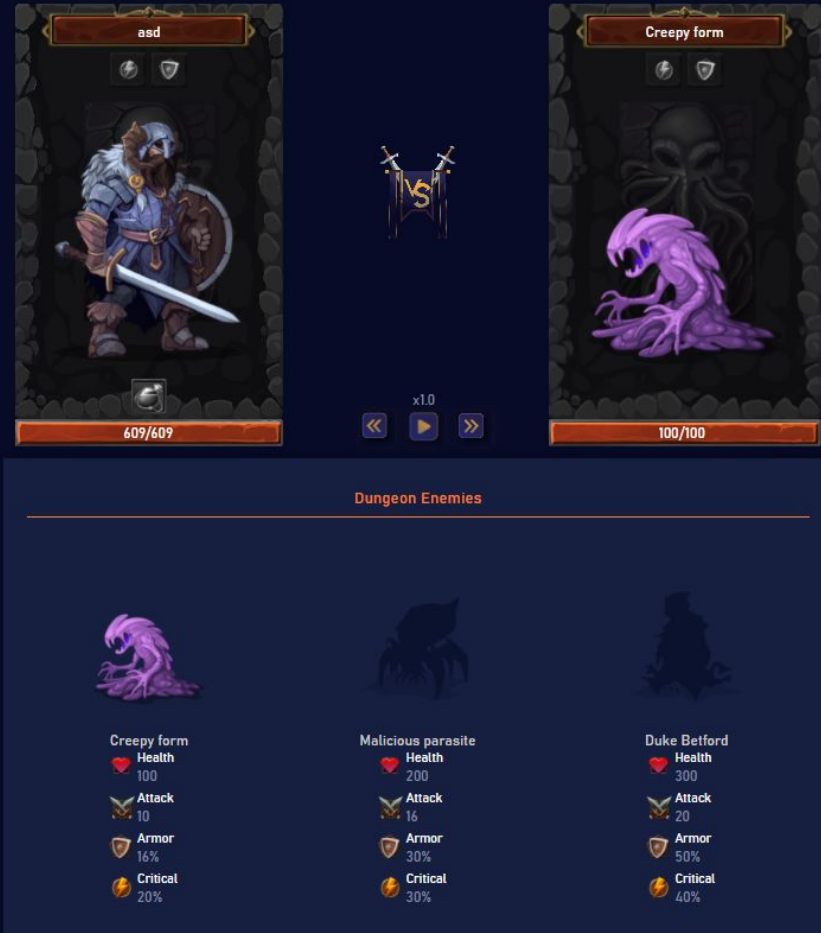 asd
Creepy form
VS
x1.0
609/609
100/100
Dungeon Enemies
Creepy form
Health
100
Attack
10
Armor
16%
Critical
20%
Malicious parasite
Health
200
Attack
16
Armor
30%
Critical
30%
Duke Betford
Health
300
Attack
20
Armor
50%
Critical
40%